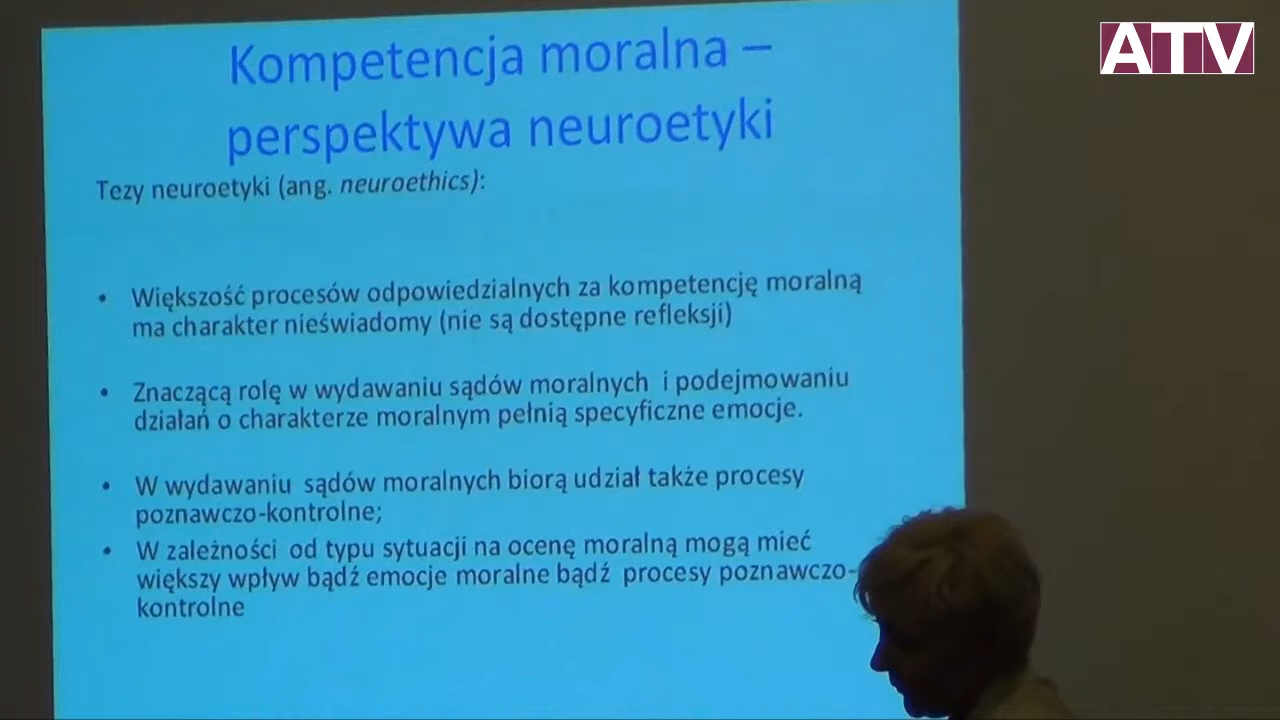 ATV
Kompetencja moralna –
perspektywa neuroetyki
Tezy neuroetyki (ang. neuroethics):
• Większość procesów odpowiedzialnych za kompetencję moralną
ma charakter nieświadomy (nie są dostępne refleksji)
• Znaczącą rolę w wydawaniu sądów moralnych i podejmowaniu
działań o charakterze moralnym pełnią specyficzne emocje.
• W wydawaniu sądów moralnych biorą udział także procesy
poznawczo-kontrolne;
• W zależności od typu sytuacji na ocenę moralną mogą mieć
większy wpływ bądź emocje moralne bądź procesy poznawczo-
kontrolne